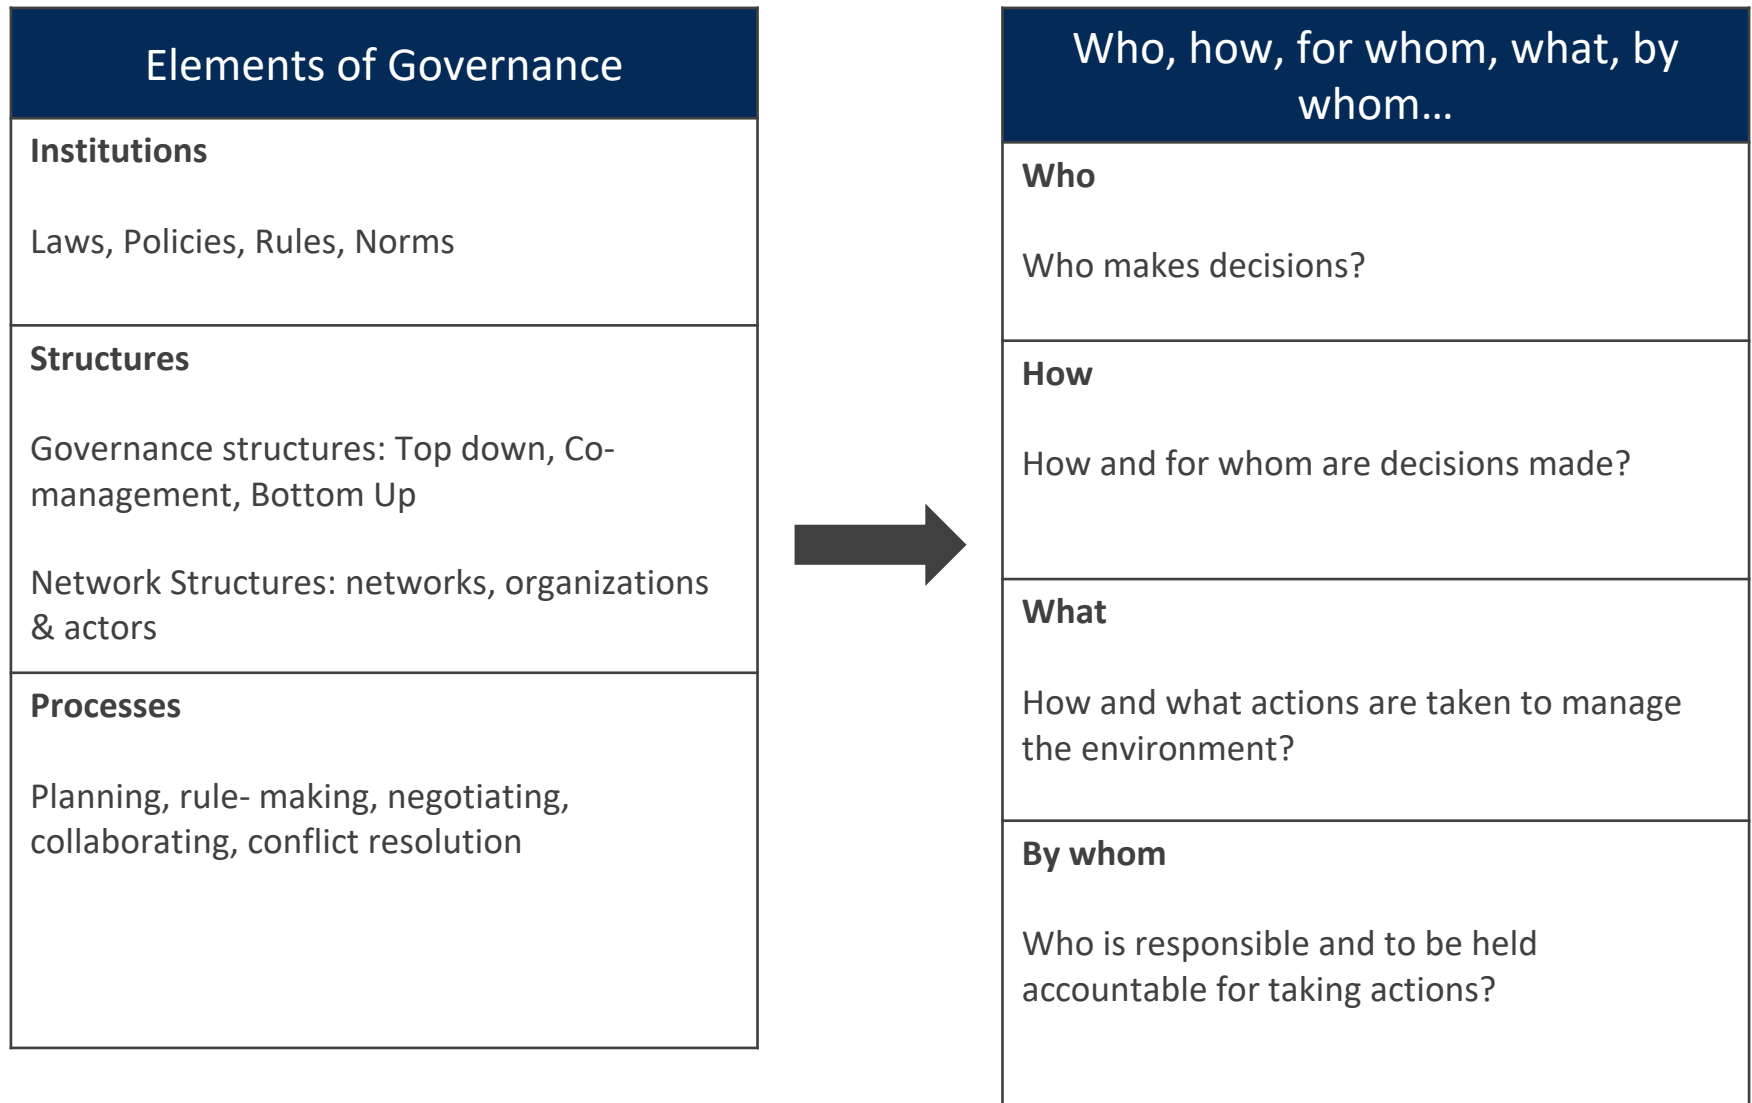 Elements of Governance
Institutions
Laws, Policies, Rules, Norms
Structures
Governance structures: Top down, Co-
management, Bottom Up
Network Structures: networks, organizations
& actors
Processes
Planning, rule- making, negotiating,
collaborating, conflict resolution
Who, how, for whom, what, by
whom…
Who
Who makes decisions?
How
How and for whom are decisions made?
What
How and what actions are taken to manage
the environment?
By whom
Who is responsible and to be held
accountable for taking actions?